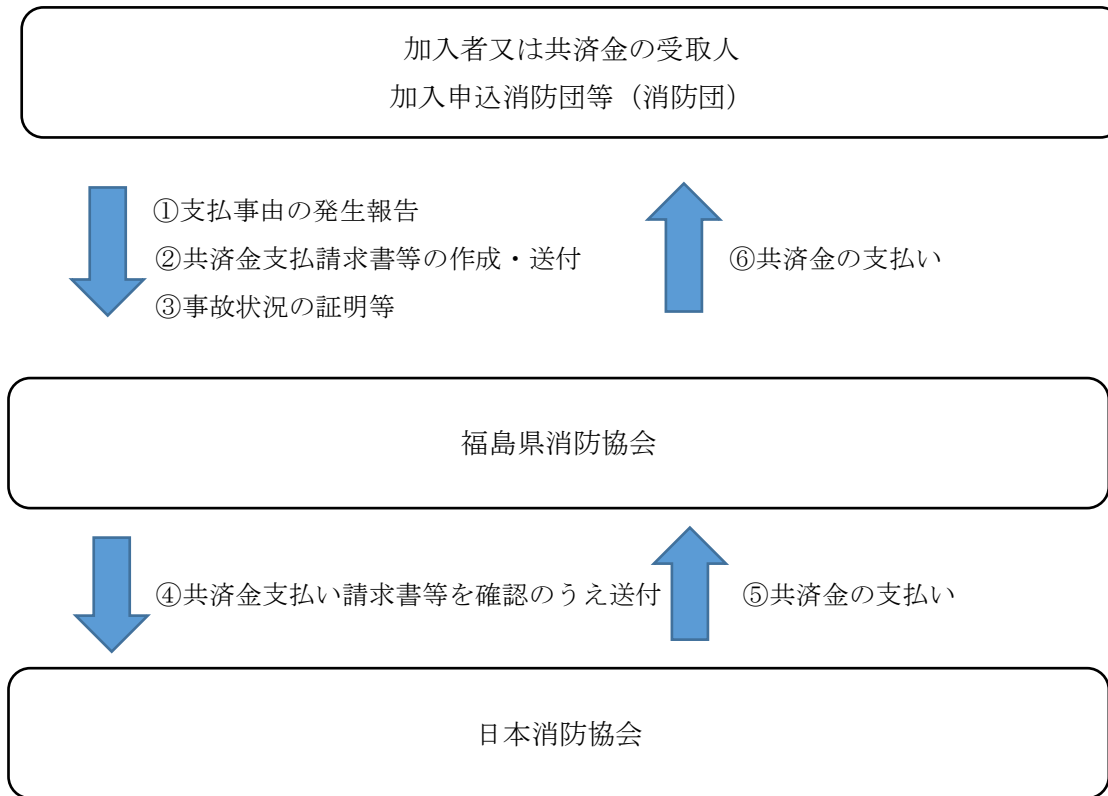 加入者又は共済金の受取人
加入申込消防団等（消防団）
①支払事由の発生報告
②共済金支払請求書等の作成・送付
③事故状況の証明等
⑥共済金の支払い
福島県消防協会
④共済金支払い請求書等を確認のうえ送付
⑤共済金の支払い
日本消防協会